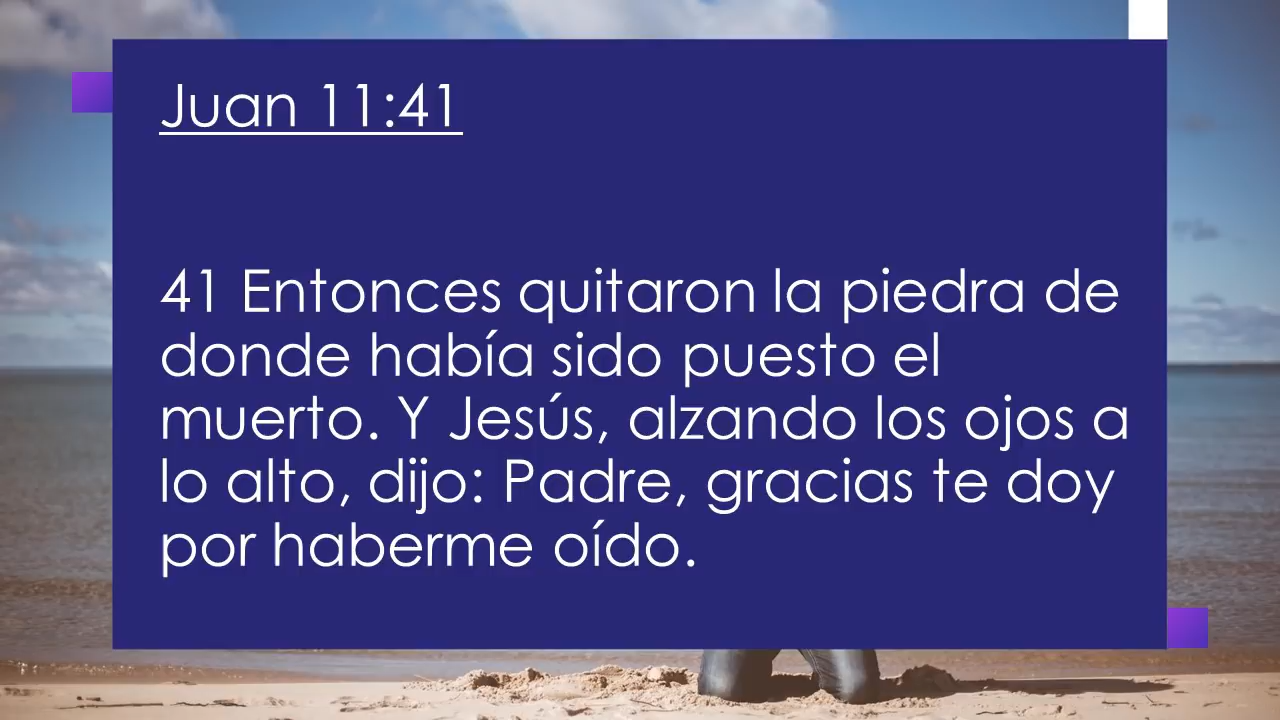 Juan 11:41
41 Entonces quitaron la piedra de
donde había sido puesto el
muerto. Y Jesús, alzando los ojos a
lo alto, dijo: Padre, gracias te doy
por haberme oído.